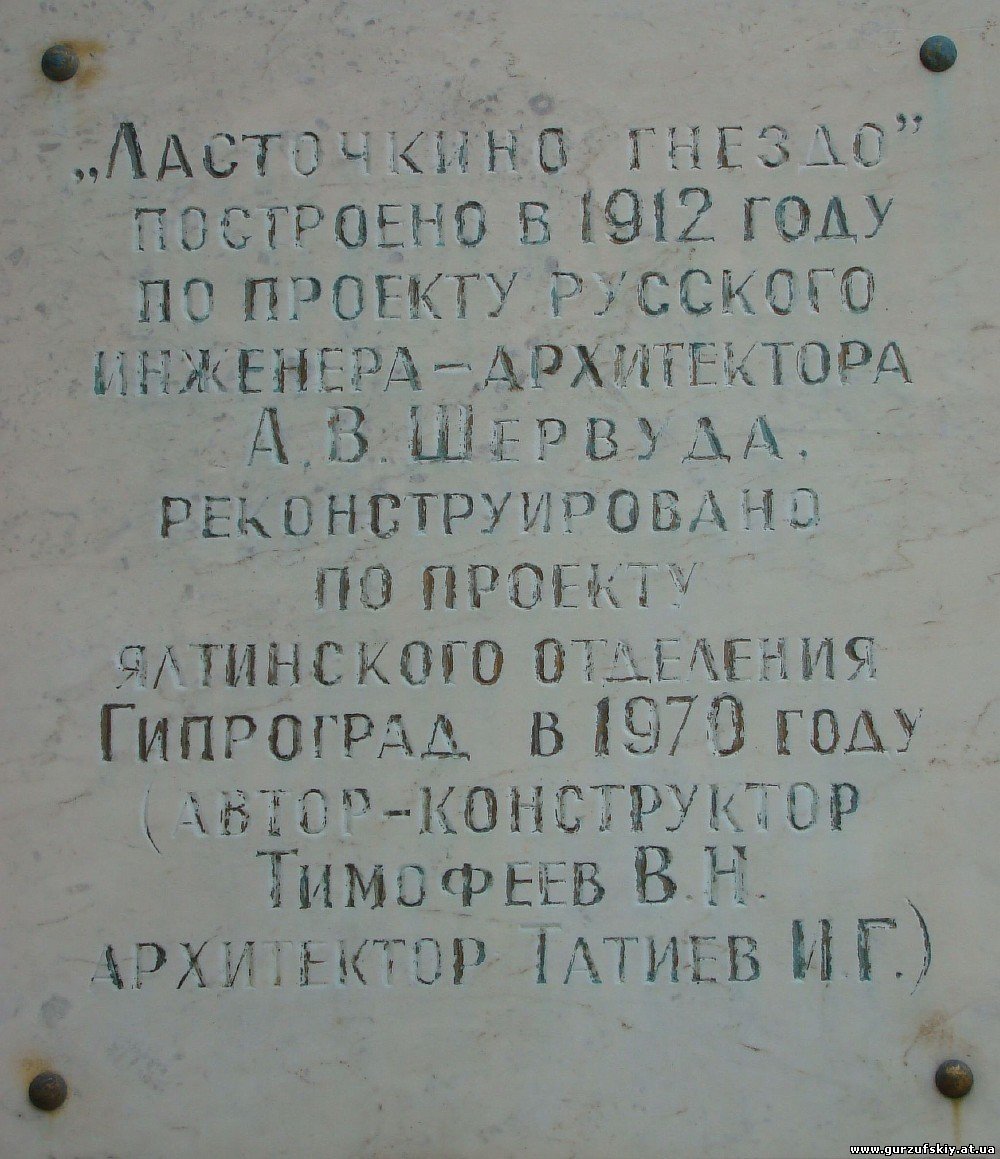 „Ласточкино гнездо”
построено в 1912 году
по проекту русского
инженера–архитектора
А.В. Шервуда.
реконструировано
по проекту
ялтинского отделения
Гипроград в 1970 году
(автор-конструктор
Тимофеев В.Н.
архитектор Татиев И.Г.)
www.gurzufskiy.at.ua